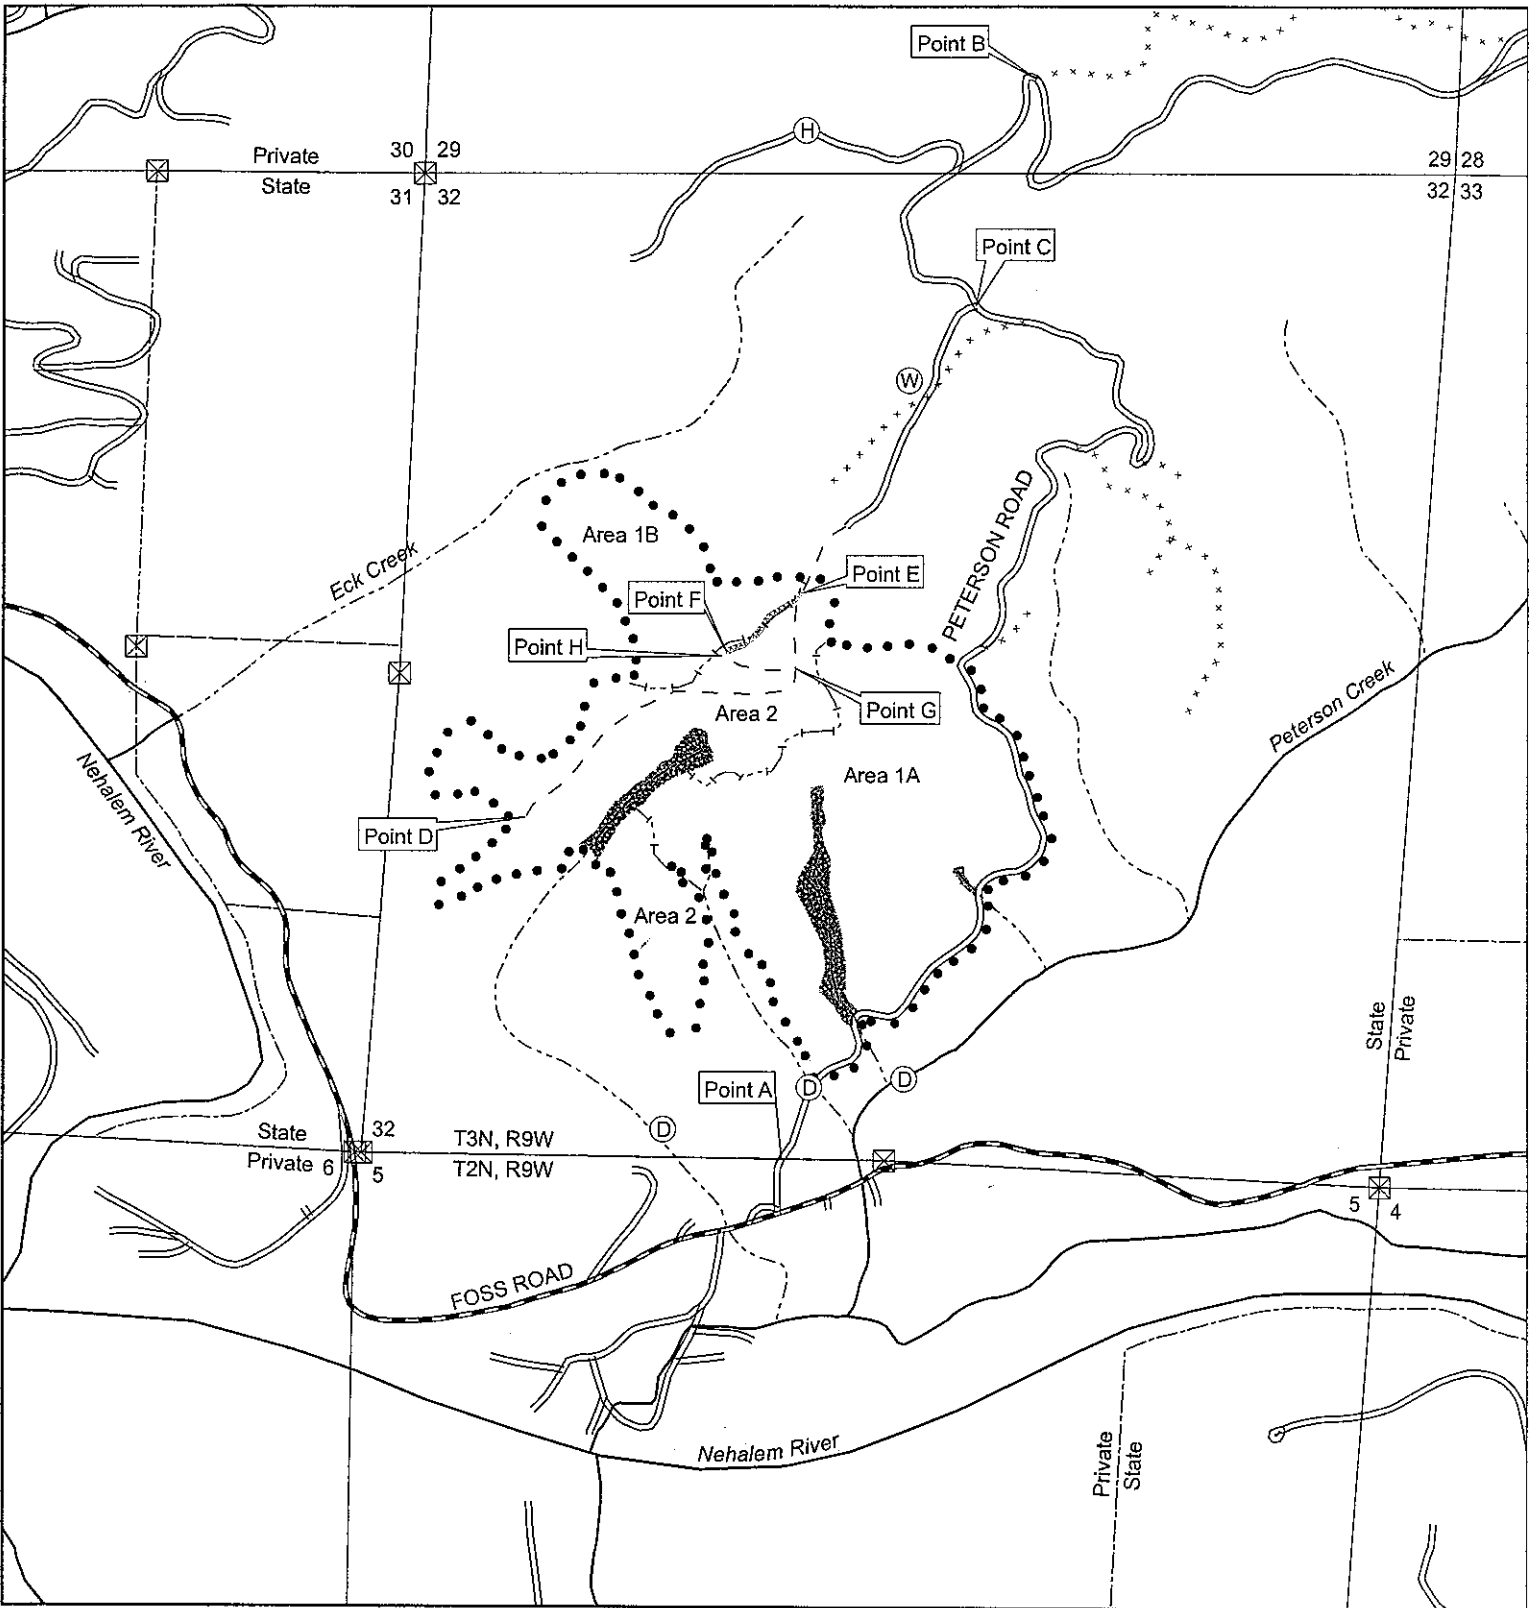 Point B
H
Private
30 29
29 28
State
31 32
32 33
Point C
W
PETERSON ROAD
Area 1B
Eck Creek
Point E
Point F
Point H
Point G
Area 2
Peterson Creek
Nehalem River
Area 1A
Point D
Area 2
State
Private
Point A
D
D
D
State
32
T3N, R9W
Private
6
5
T2N, R9W
5
4
FOSS ROAD
Nehalem River
Private
State